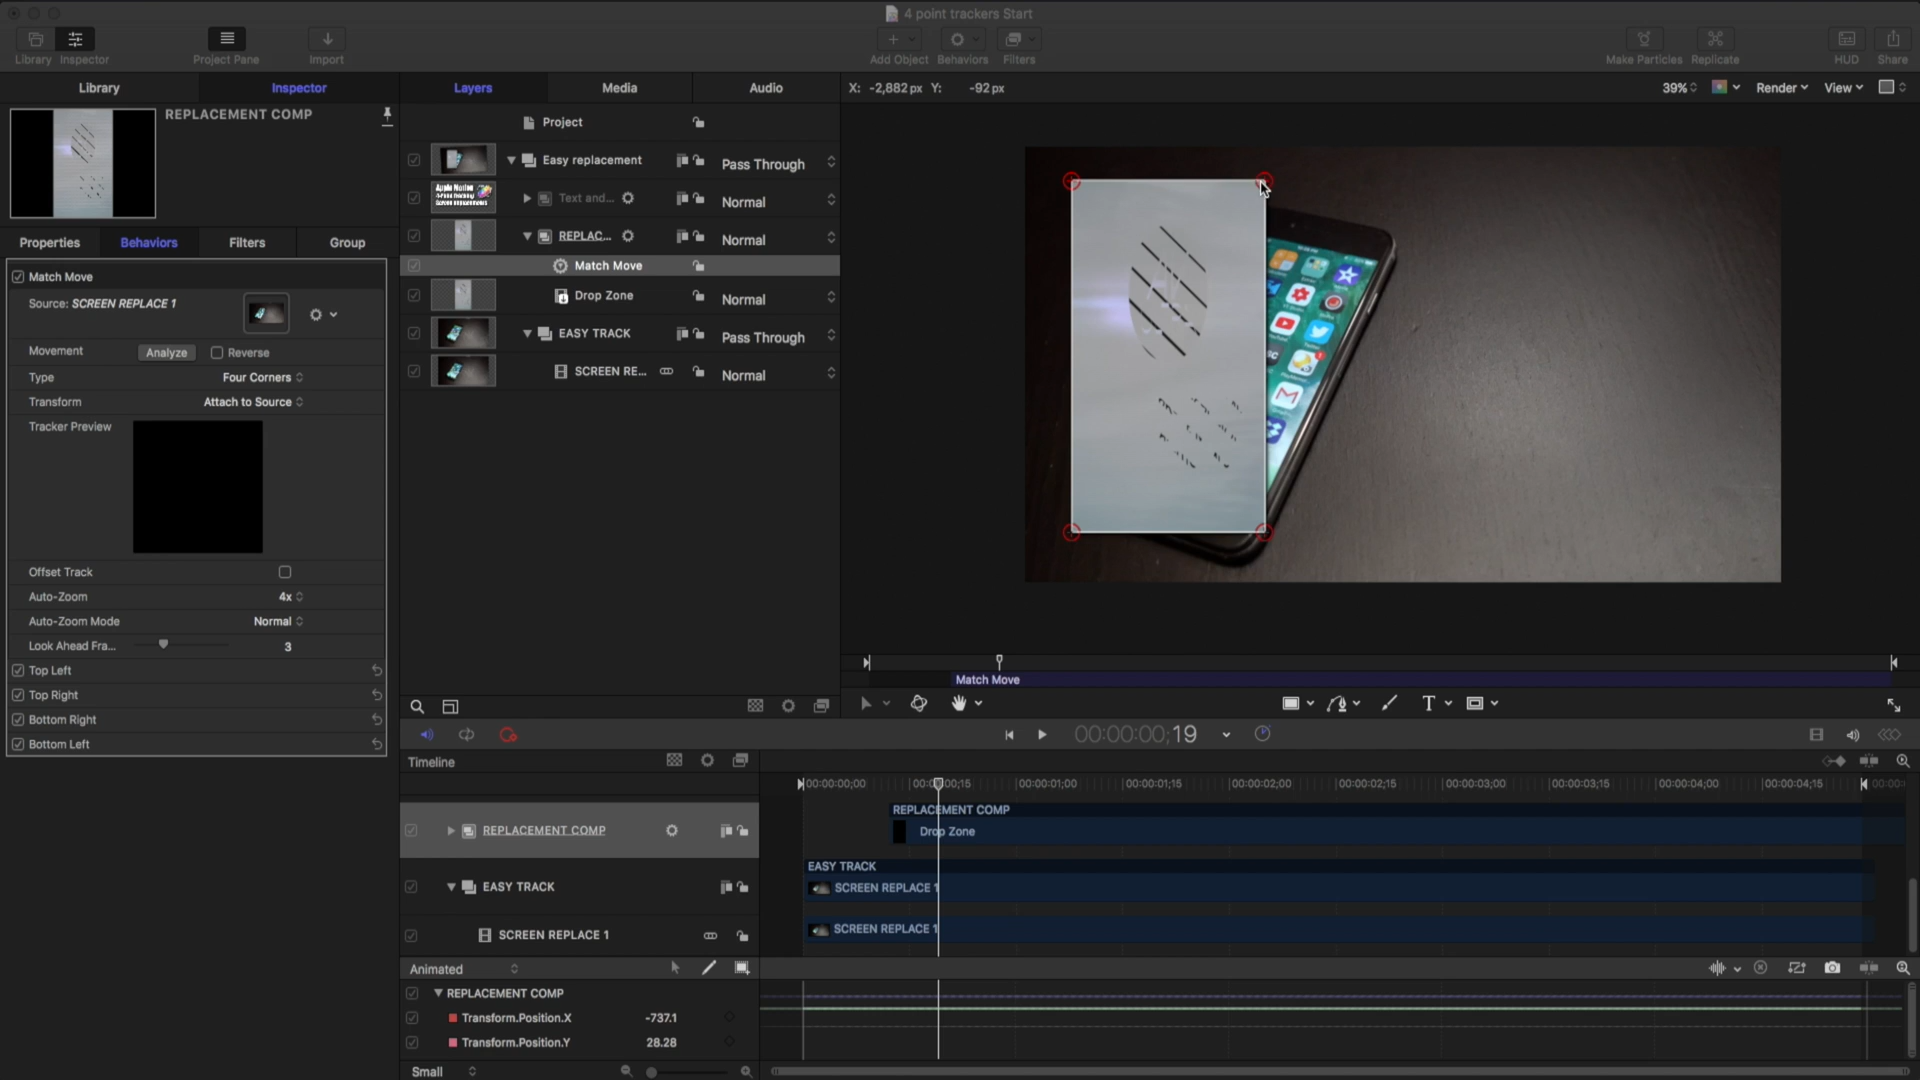 4 point trackers Start
Library Inspector Project Pane Import Add Object Behaviors Filters Make Particles Replicate HUD Share
Library Inspector Layers Media Audio X: -2,882 px Y: -92 px 39% Render View
REPLACEMENT COMP
Properties Behaviors Filters Group
Match Move
Source: SCREEN REPLACE 1
Movement Analyze Reverse
Type Four Corners
Transform Attach to Source
Tracker Preview
Offset Track
Auto-Zoom 4x
Auto-Zoom Mode Normal
Look Ahead Fra... 3
Top Left
Top Right
Bottom Right
Bottom Left
Project
Easy replacement Pass Through
Text and... Normal
REPLAC... Normal
Match Move
Drop Zone Normal
EASY TRACK Pass Through
SCREEN RE... Normal
Match Move
T
00:00:00;19
Timeline
00:00:00;00 00:00:00;15 00:00:01;00 00:00:01;15 00:00:02;00 00:00:02;15 00:00:03;00 00:00:03;15 00:00:04;00 00:00:04;15
REPLACEMENT COMP
REPLACEMENT COMP
Drop Zone
EASY TRACK
EASY TRACK
SCREEN REPLACE 1
SCREEN REPLACE 1
SCREEN REPLACE 1
Animated
REPLACEMENT COMP
Transform.Position.X -737.1
Transform.Position.Y 28.28
Small